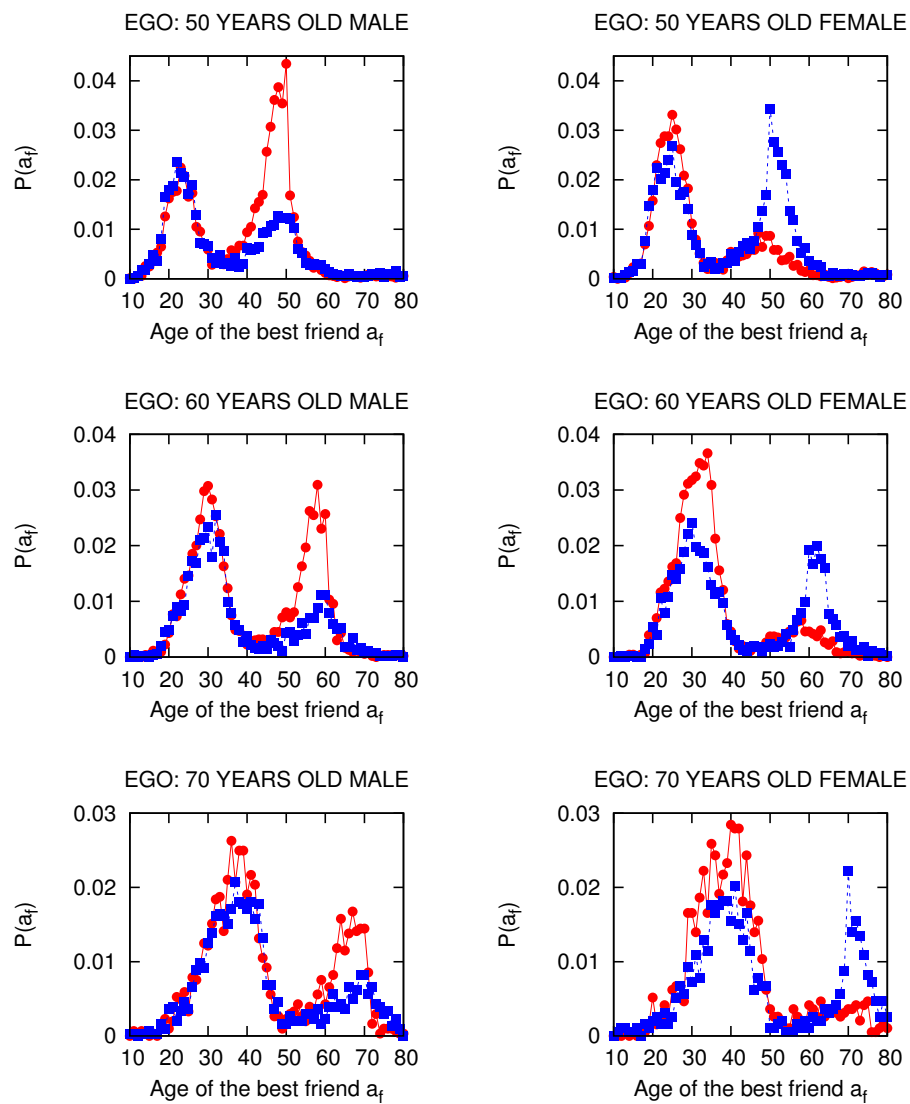 EGO: 50 YEARS OLD MALE
P(a_f)
0.04
0.03
0.02
0.01
0
10 20 30 40 50 60 70 80
Age of the best friend a_f
EGO: 50 YEARS OLD FEMALE
P(a_f)
0.04
0.03
0.02
0.01
0
10 20 30 40 50 60 70 80
Age of the best friend a_f
EGO: 60 YEARS OLD MALE
P(a_f)
0.04
0.03
0.02
0.01
0
10 20 30 40 50 60 70 80
Age of the best friend a_f
EGO: 60 YEARS OLD FEMALE
P(a_f)
0.04
0.03
0.02
0.01
0
10 20 30 40 50 60 70 80
Age of the best friend a_f
EGO: 70 YEARS OLD MALE
P(a_f)
0.03
0.02
0.01
0
10 20 30 40 50 60 70 80
Age of the best friend a_f
EGO: 70 YEARS OLD FEMALE
P(a_f)
0.03
0.02
0.01
0
10 20 30 40 50 60 70 80
Age of the best friend a_f